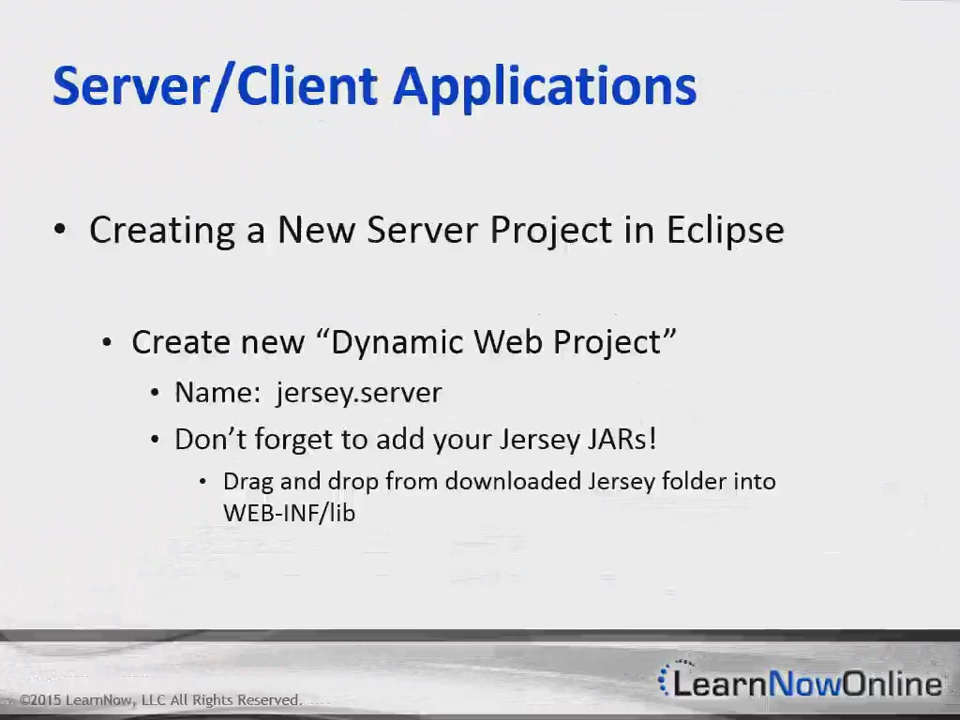 Server/Client Applications
• Creating a New Server Project in Eclipse
• Create new “Dynamic Web Project”
• Name: jersey.server
• Don’t forget to add your Jersey JARs!
• Drag and drop from downloaded Jersey folder into
WEB-INF/lib
©2015 LearnNow, LLC All Rights Reserved.
LearnNowOnline